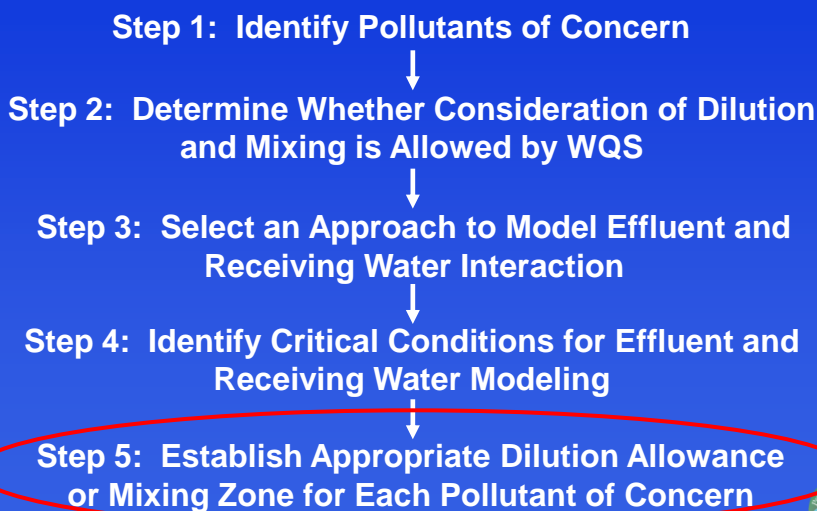 Step 1:  Identify Pollutants of Concern
Step 2:  Determine Whether Consideration of Dilution
and Mixing is Allowed by WQS
Step 3:  Select an Approach to Model Effluent and
Receiving Water Interaction
Step 4:  Identify Critical Conditions for Effluent and
Receiving Water Modeling
Step 5:  Establish Appropriate Dilution Allowance
or Mixing Zone for Each Pollutant of Concern